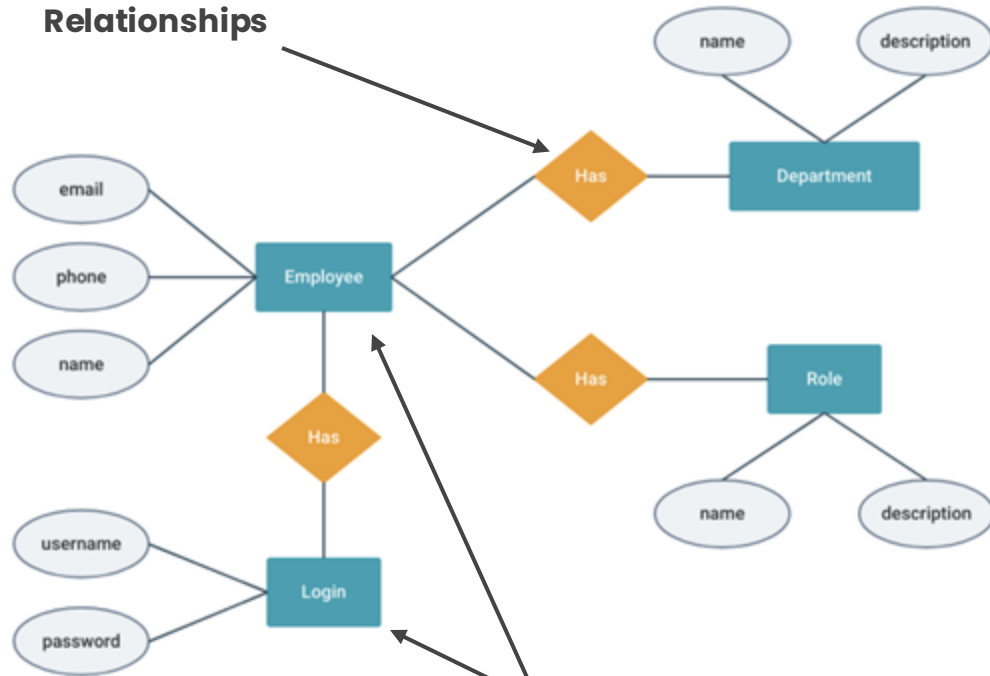 Relationships
name
description
Has
Department
email
phone
Employee
name
Has
Role
Has
name
description
username
Login
password